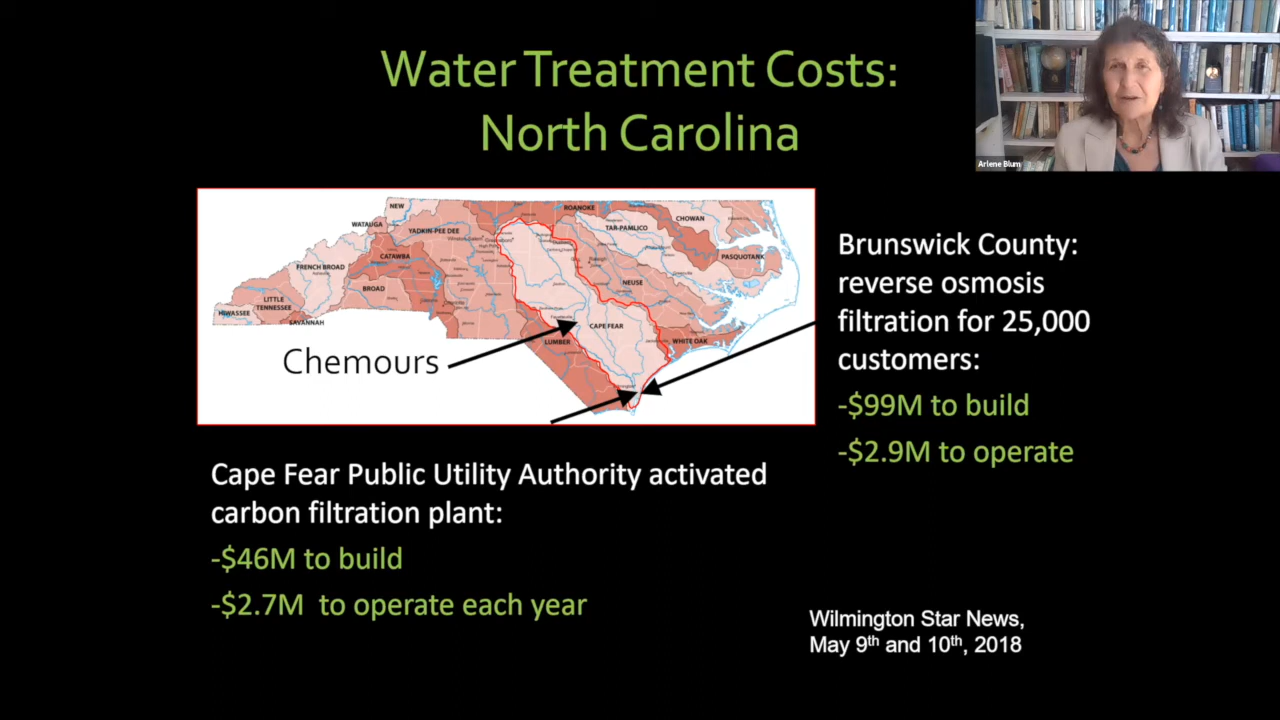 Water Treatment Costs:
North Carolina
Arlene Blum
NEW
ROANOKE
WATAUGA
CHOWAN
YADKIN-PEE DEE
TAR-PAMLICO
CATAWBA
PASQUOTANK
FRENCH BROAD
BROAD
NEUSE
LITTLE
TENNESSEE
HIWASSEE
SAVANNAH
CAPE FEAR
LUMBER
WHITE OAK
Chemours
Brunswick County:
reverse osmosis
filtration for 25,000
customers:
-$99M to build
-$2.9M to operate
Cape Fear Public Utility Authority activated
carbon filtration plant:
-$46M to build
-$2.7M to operate each year
Wilmington Star News,
May 9th and 10th, 2018